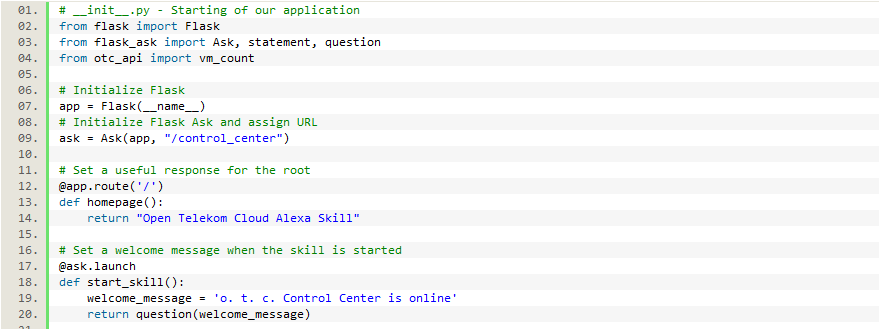 01. # __init__.py - Starting of our application
02. from flask import Flask
03. from flask_ask import Ask, statement, question
04. from otc_api import vm_count
05.
06. # Initialize Flask
07. app = Flask(__name__)
08. # Initialize Flask Ask and assign URL
09. ask = Ask(app, "/control_center")
10.
11. # Set a useful response for the root
12. @app.route('/')
13. def homepage():
14.     return "Open Telekom Cloud Alexa Skill"
15.
16. # Set a welcome message when the skill is started
17. @ask.launch
18. def start_skill():
19.     welcome_message = 'o. t. c. Control Center is online'
20.     return question(welcome_message)